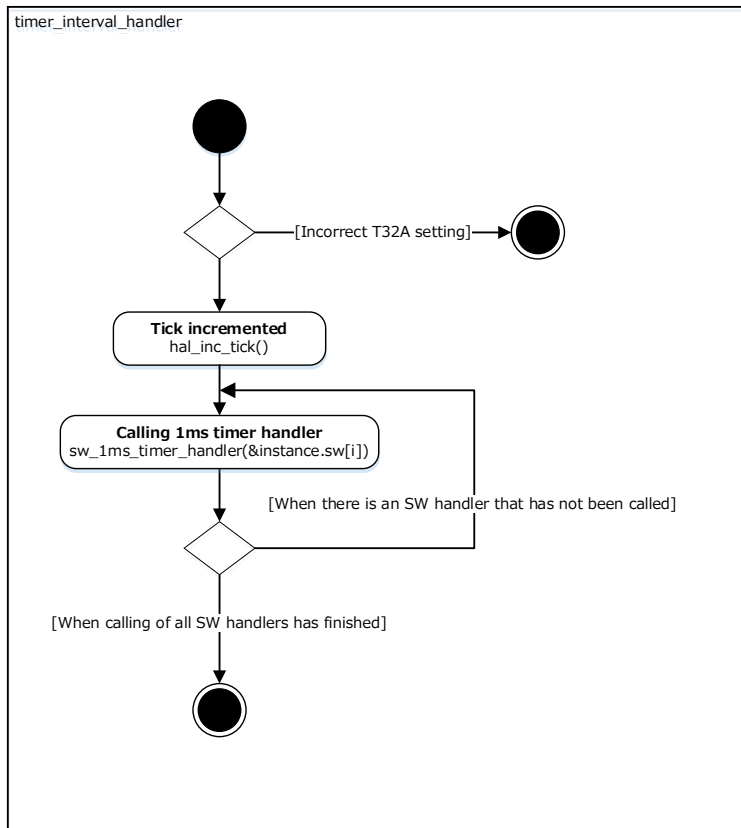 timer_interval_handler
[Incorrect T32A setting]
Tick incremented
hal_inc_tick()
Calling 1ms timer handler
sw_1ms_timer_handler(&instance.sw[i])
[When there is an SW handler that has not been called]
[When calling of all SW handlers has finished]